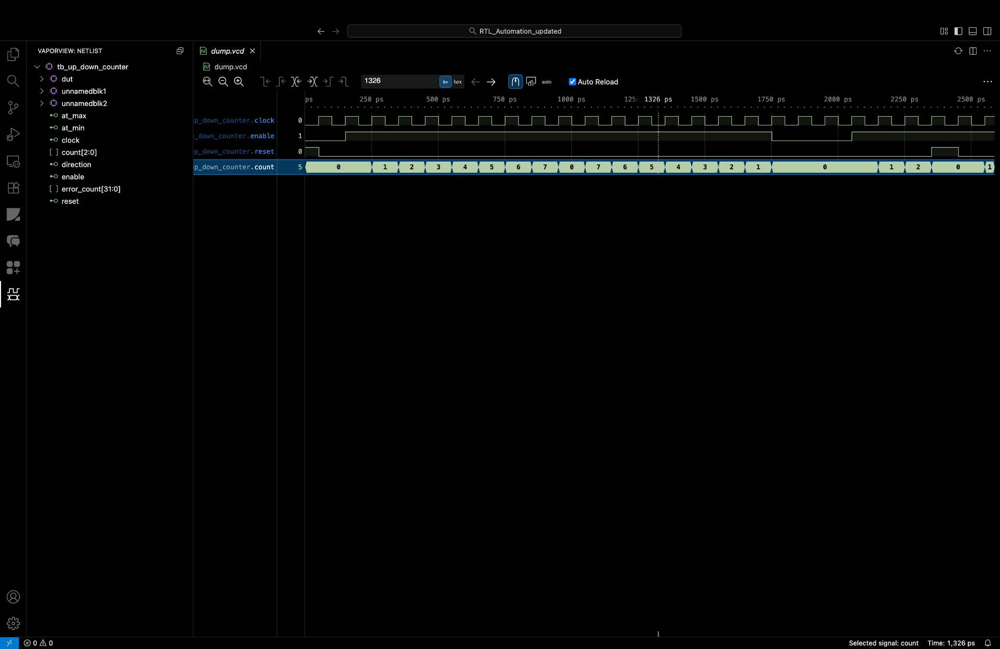 RTL_Automation_updated
VAPORVIEW: NETLIST
dump.vcd
dump.vcd
tb_up_down_counter
dut
unnamedblk1
unnamedblk2
at_max
at_min
clock
count[2:0]
direction
enable
error_count[31:0]
reset
1326 t= hex auto Auto Reload
ps 250 ps 500 ps 750 ps 1000 ps 125 1326 ps 1500 ps 1750 ps 2000 ps 2250 ps 2500 ps
up_down_counter.clock 0
_down_counter.enable 1
up_down_counter.reset 0
up_down_counter.count 5 0 1 2 3 4 5 6 7 0 7 6 5 4 3 2 1 0 1 2 0 1
0 0 Selected signal: count Time: 1,326 ps